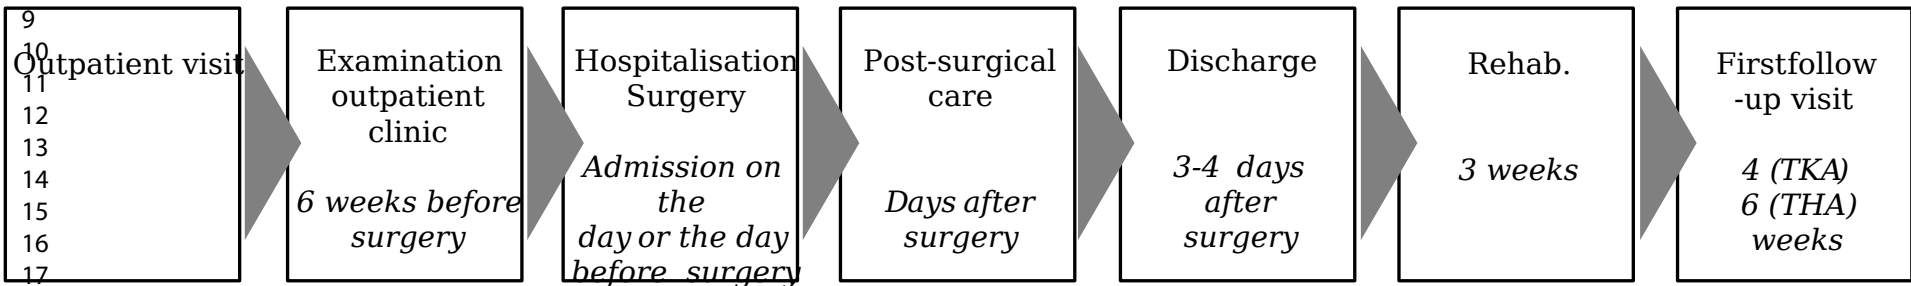 9
10
11
12
13
14
15
16
17
Outpatient visit
Examination
outpatient
clinic
6 weeks before
surgery
Hospitalisation
Surgery
Admission on
the
day or the day
before surgery
Post-surgical
care
Days after
surgery
Discharge
3-4 days
after
surgery
Rehab.
3 weeks
Firstfollow
-up visit
4 (TKA)
6 (THA)
weeks